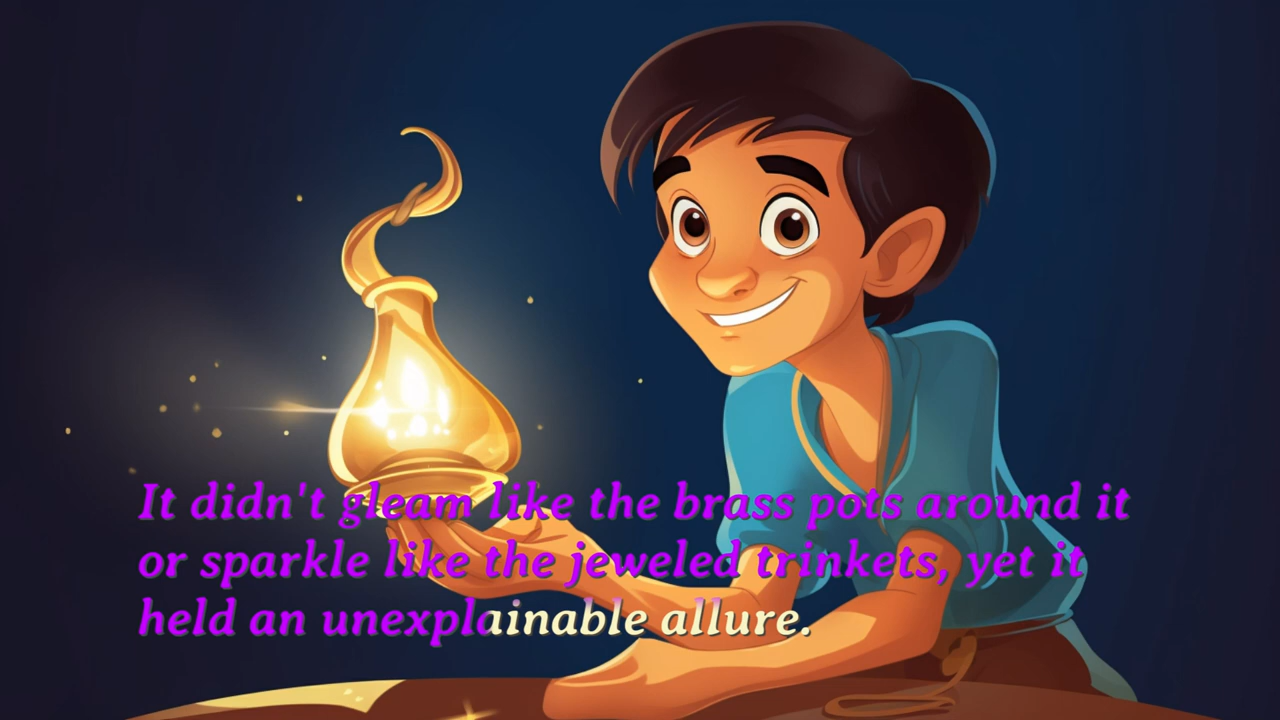 It didn't gleam like the brass pots around it
or sparkle like the jeweled trinkets, yet it
held an unexplainable allure.